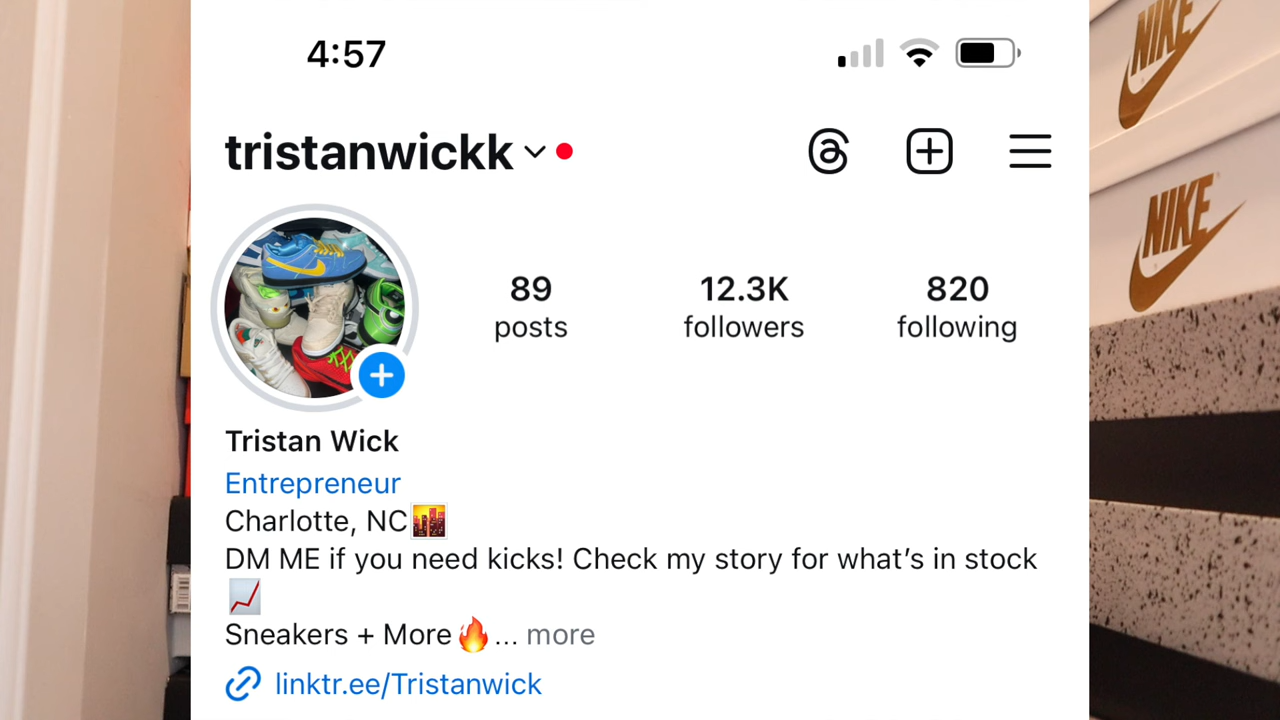 4:57
tristanwickk
89 posts
12.3K followers
820 following
Tristan Wick
Entrepreneur
Charlotte, NC🌇
DM ME if you need kicks! Check my story for what’s in stock
📈
Sneakers + More🔥... more
linktr.ee/Tristanwick
NIKE
NIKE